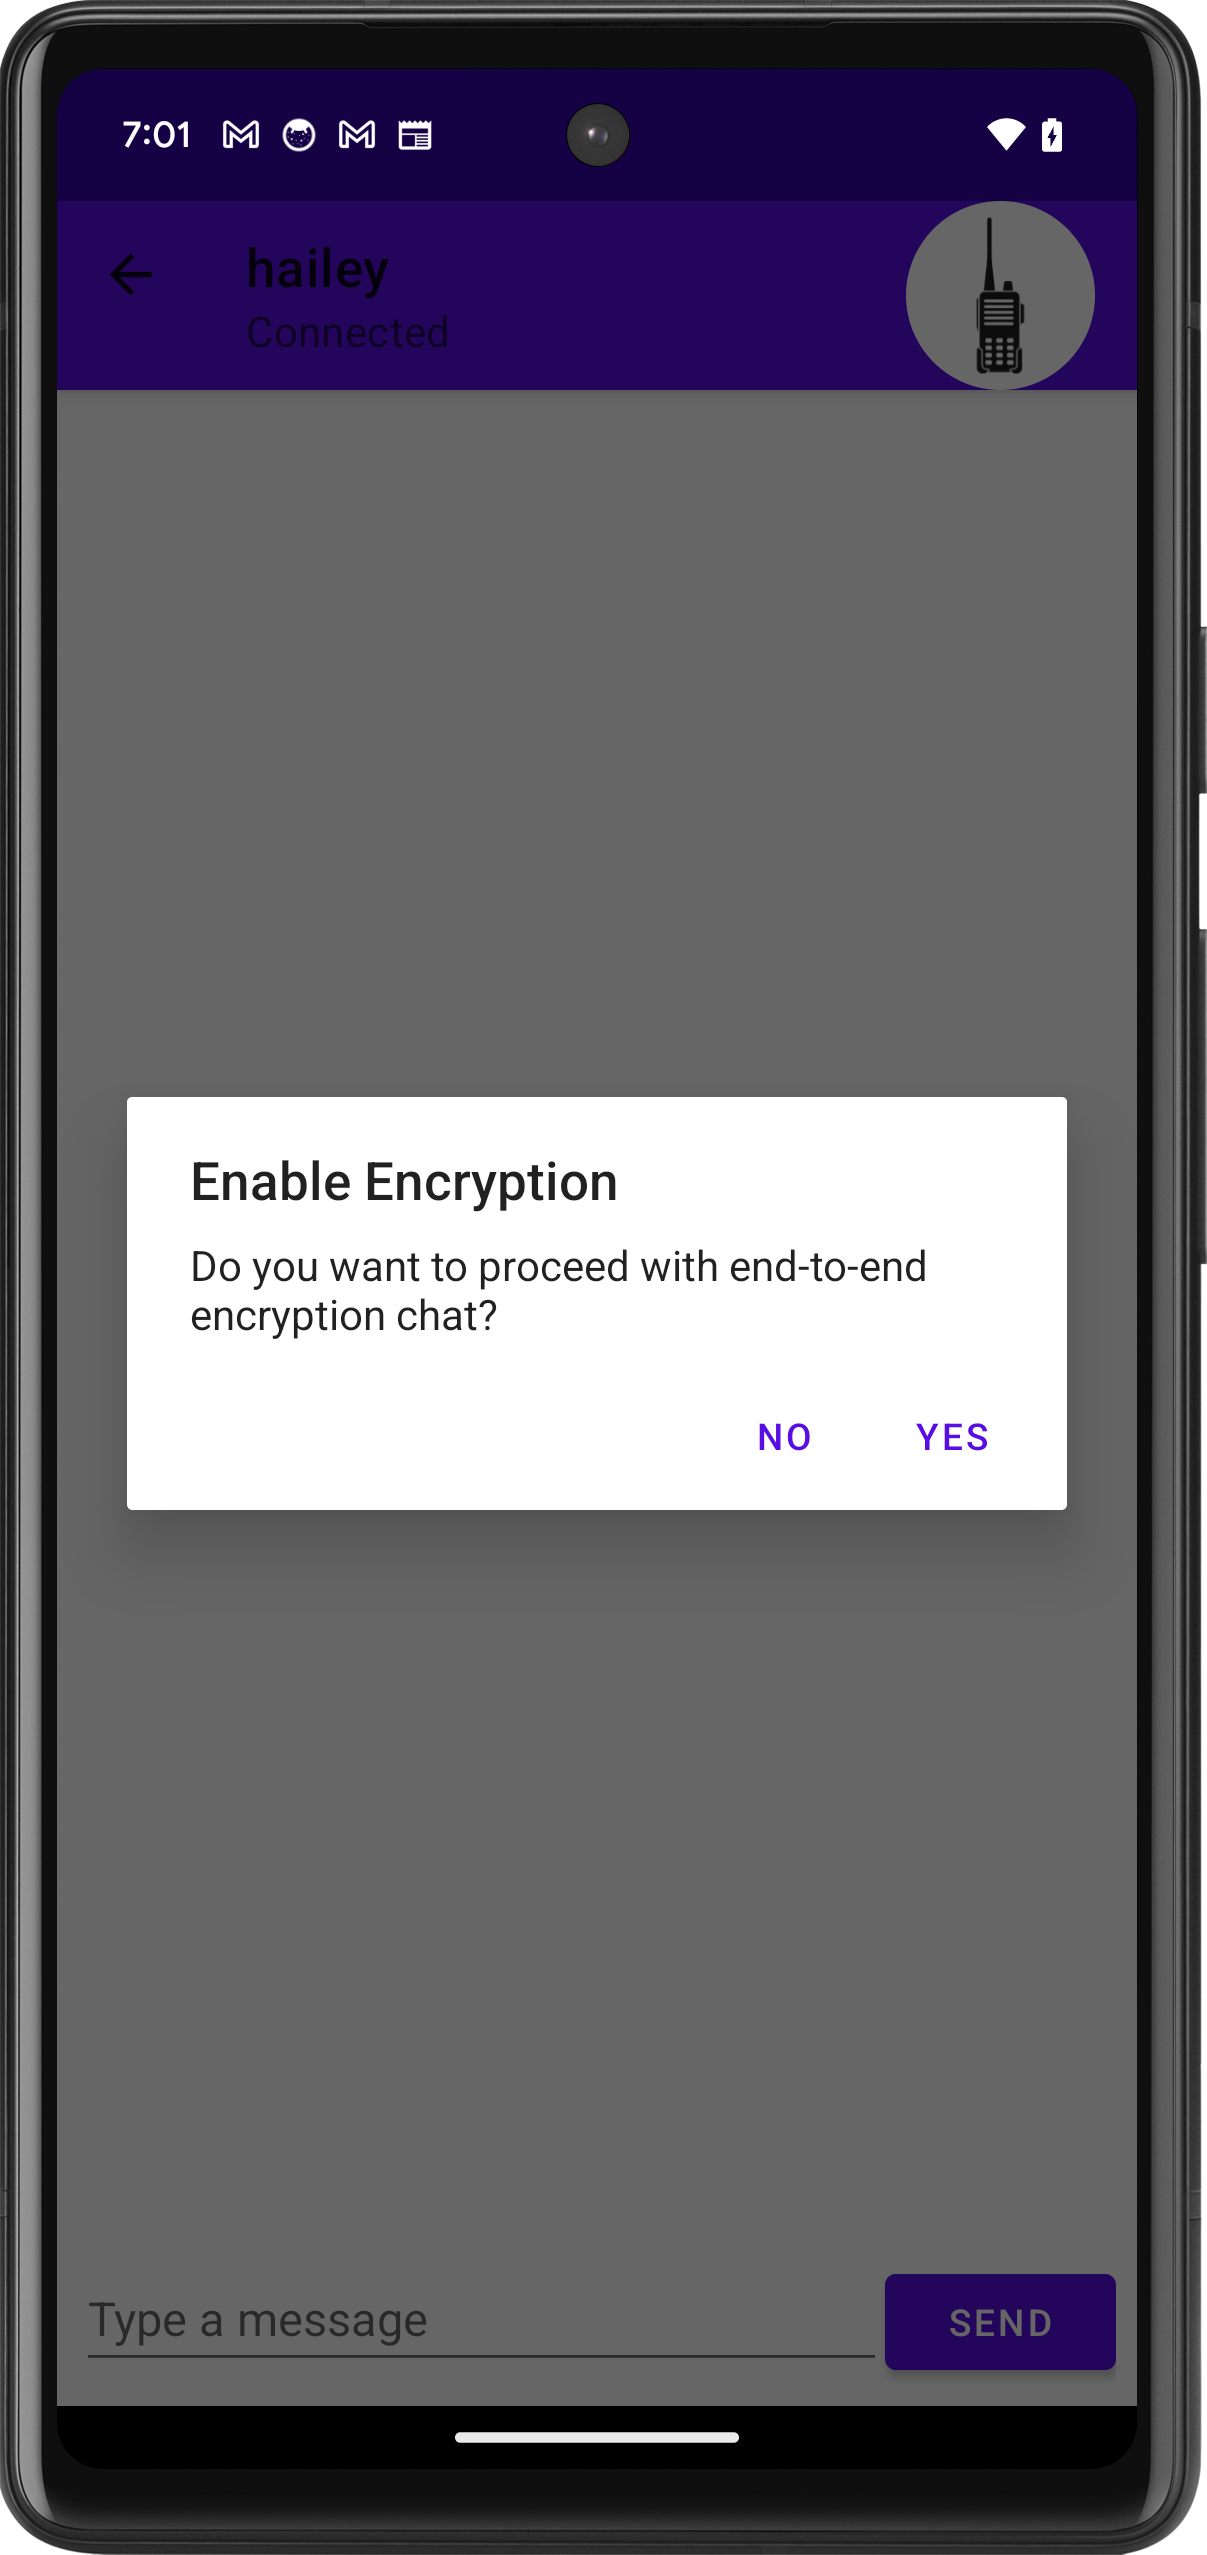 7:01
hailey
Connected
Enable Encryption
Do you want to proceed with end-to-end
encryption chat?
NO YES
Type a message
SEND